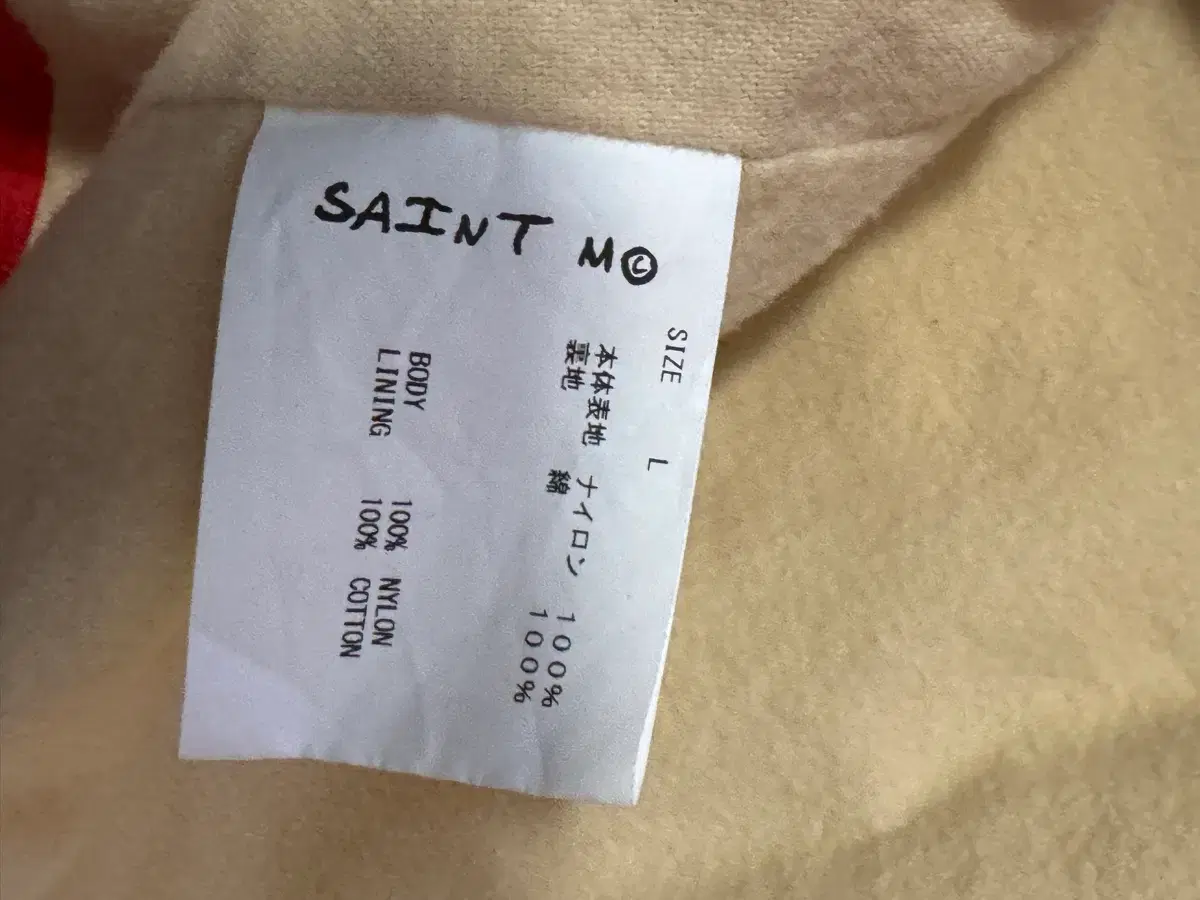 SAINT M©
SIZE L
本体表地 ナイロン 100%
裏地 綿 100%
BODY 100% NYLON
LINING 100% COTTON